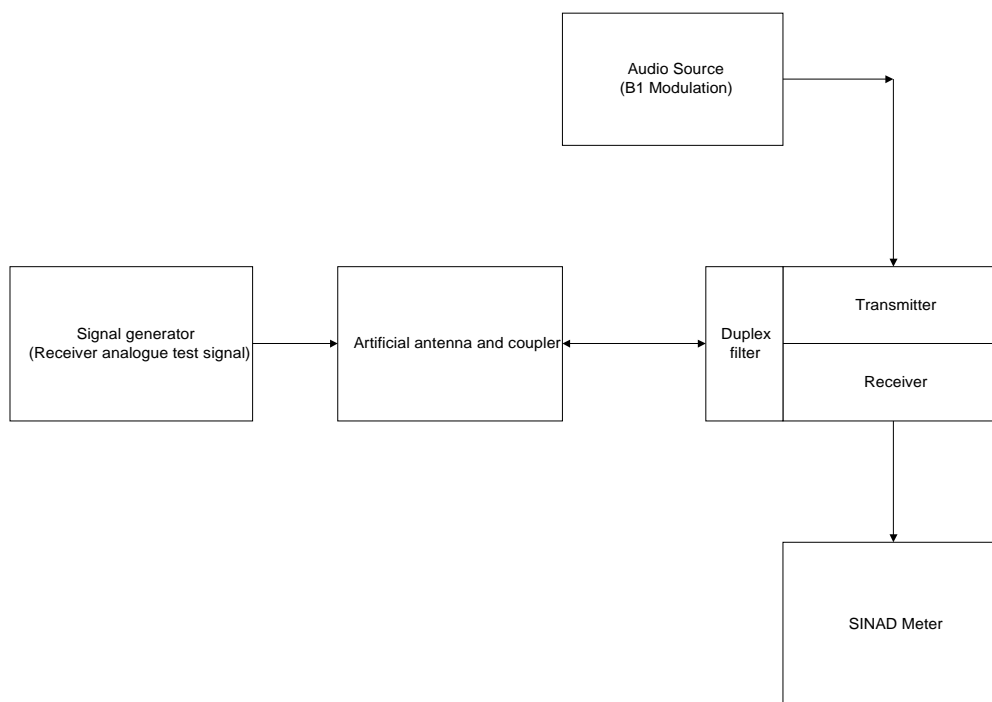 Audio Source
(B1 Modulation)
Signal generator
(Receiver analogue test signal)
Artificial antenna and coupler
Duplex
filter
Transmitter
Receiver
SINAD Meter